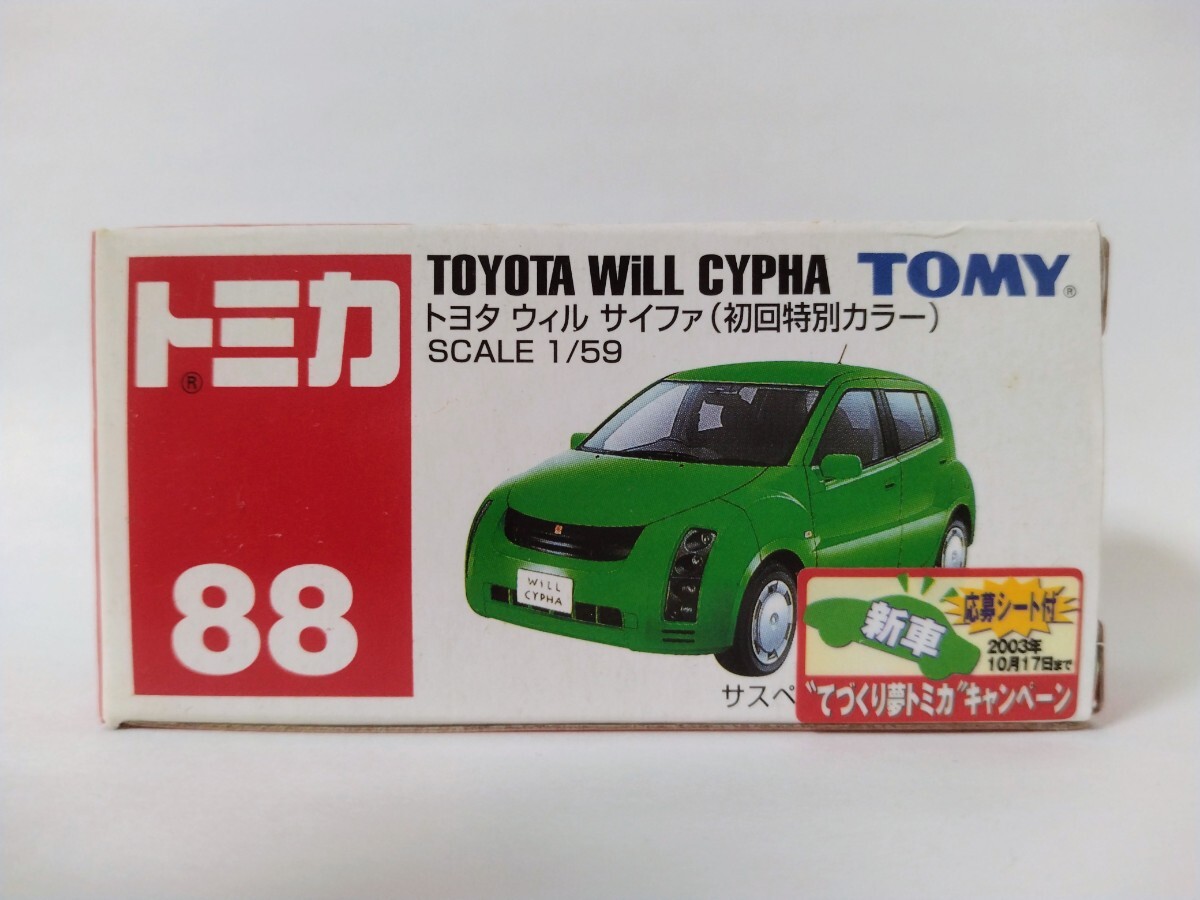 トミカ®
88
TOYOTA WiLL CYPHA
TOMY®
トヨタ ウィル サイファ(初回特別カラー)
SCALE 1/59
WiLL
CYPHA
サスペ
新車
応募シート付
2003年
10月17日まで
"てづくり夢トミカ"キャンペーン